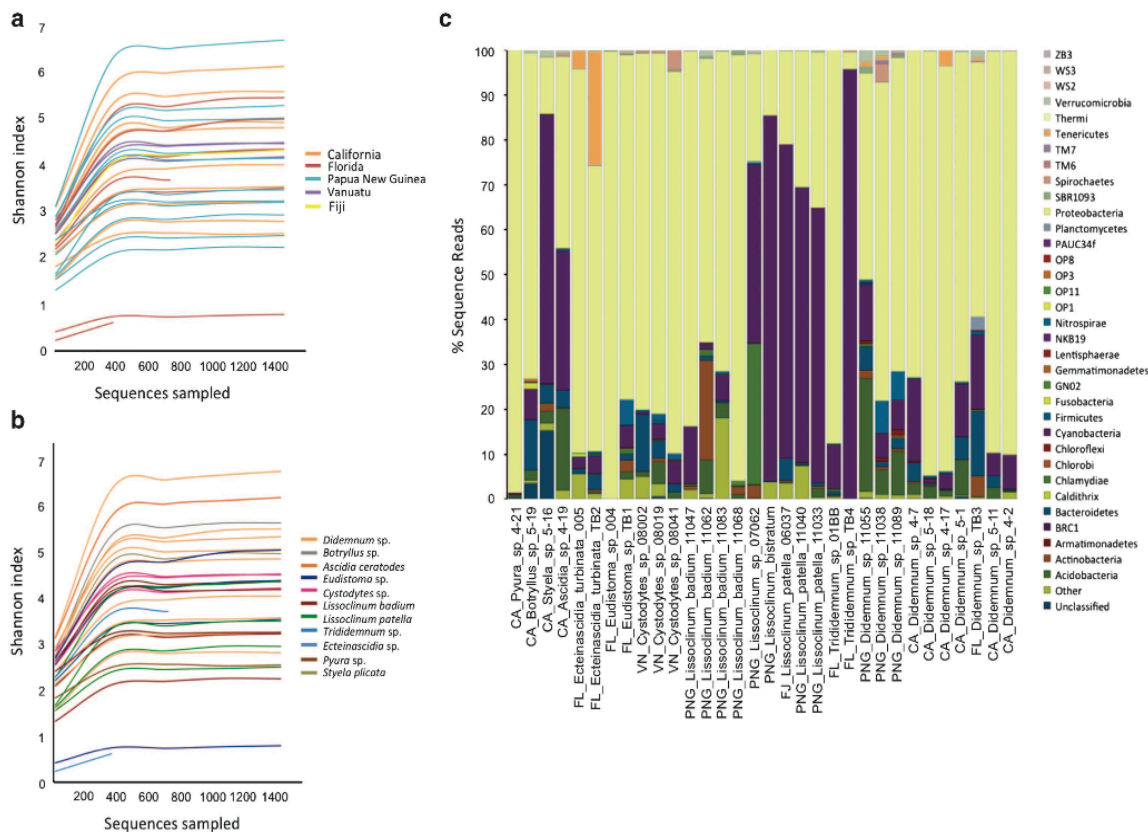 a
7
6
5
4
3
2
1
0
Shannon index
200 400 600 800 1000 1200 1400
Sequences sampled
California
Florida
Papua New Guinea
Vanuatu
Fiji
b
7
6
5
4
3
2
1
0
Shannon index
200 400 600 800 1000 1200 1400
Sequences sampled
Didemnum sp.
Botryllus sp.
Ascidia ceratodes
Eudistoma sp.
Cystodytes sp.
Lissoclinum badium
Lissoclinum patella
Trididemnum sp.
Ecteinascidia sp.
Pyura sp.
Styela plicata
c
100
90
80
70
60
50
40
30
20
10
0
% Sequence Reads
CA_Pyura_sp_4-21
CA_Botryllus_sp_5-19
CA_Styela_sp_5-16
CA_Ascidia_sp_4-19
FL_Ecteinascidia_turbinata_005
FL_Ecteinascidia_turbinata_TB2
FL_Eudistoma_sp_004
FL_Eudistoma_sp_TB1
VN_Cystodytes_sp_08002
VN_Cystodytes_sp_08019
VN_Cystodytes_sp_08041
PNG_Lissoclinum_badium_11047
PNG_Lissoclinum_badium_11062
PNG_Lissoclinum_badium_11083
PNG_Lissoclinum_badium_11068
PNG_Lissoclinum_sp_07062
PNG_Lissoclinum_bistratum
FJ_Lissoclinum_patella_06037
PNG_Lissoclinum_patella_11040
PNG_Lissoclinum_patella_11033
FL_Trididemnum_sp_01BB
FL_Trididemnum_sp_TB4
PNG_Didemnum_sp_11055
PNG_Didemnum_sp_11038
PNG_Didemnum_sp_11089
CA_Didemnum_sp_4-7
CA_Didemnum_sp_5-18
CA_Didemnum_sp_4-17
CA_Didemnum_sp_5-1
FL_Didemnum_sp_TB3
CA_Didemnum_sp_5-11
CA_Didemnum_sp_4-2
ZB3
WS3
WS2
Verrucomicrobia
Thermi
Tenericutes
TM7
TM6
Spirochaetes
SBR1093
Proteobacteria
Planctomycetes
PAUC34f
OP8
OP3
OP11
OP1
Nitrospirae
NKB19
Lentisphaerae
Gemmatimonadetes
GN02
Fusobacteria
Firmicutes
Cyanobacteria
Chloroflexi
Chlorobi
Chlamydiae
Caldithrix
Bacteroidetes
BRC1
Armatimonadetes
Actinobacteria
Acidobacteria
Other
Unclassified